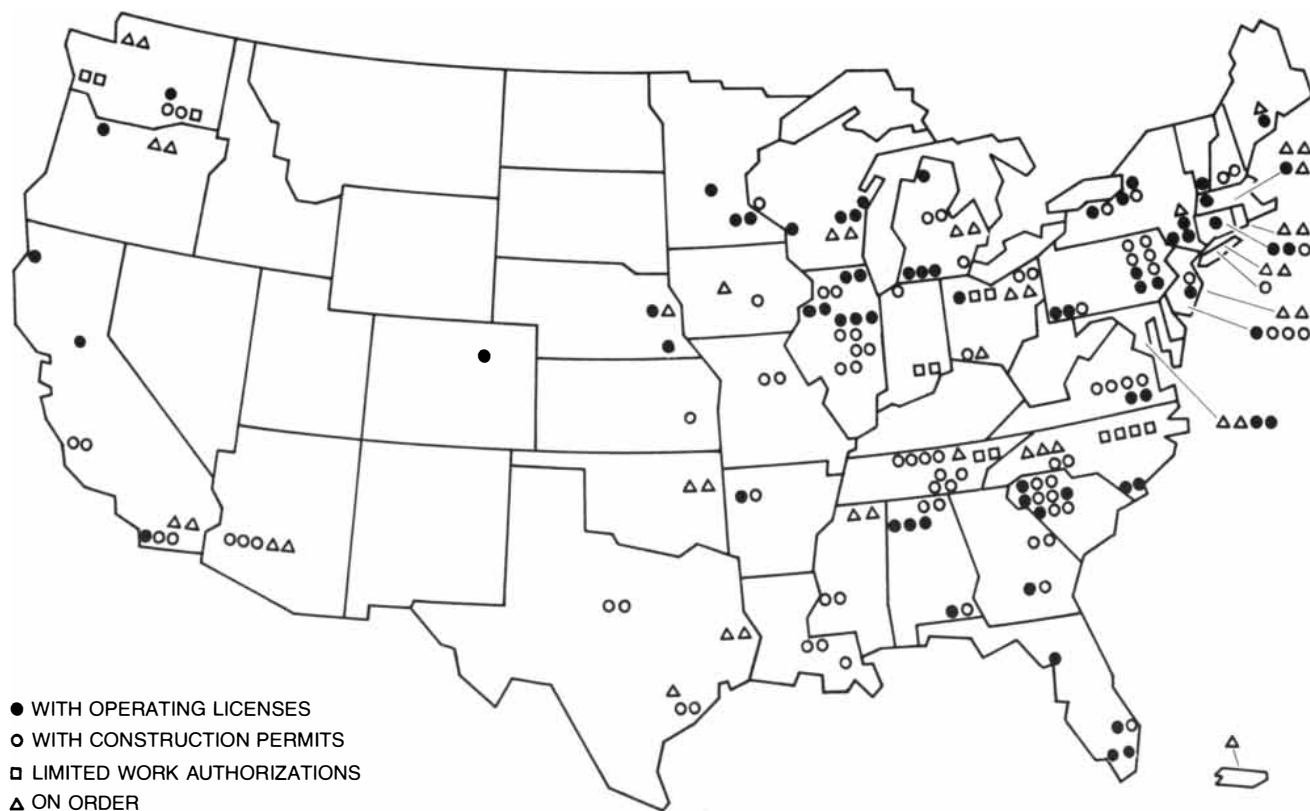 WITH OPERATING LICENSES
WITH CONSTRUCTION PERMITS
LIMITED WORK AUTHORIZATIONS
ON ORDER